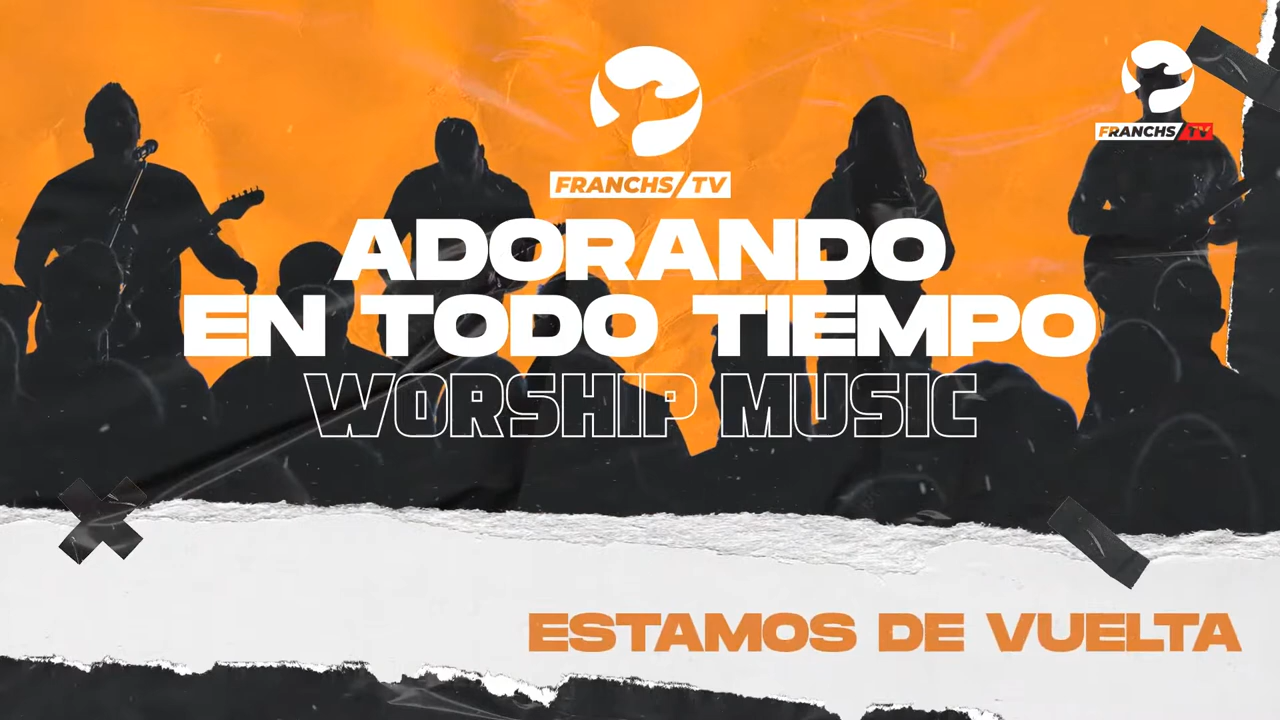 FRANCHS/TV
FRANCHS/TV
ADORANDO
EN TODO TIEMPO
WORSHIP MUSIC
ESTAMOS DE VUELTA